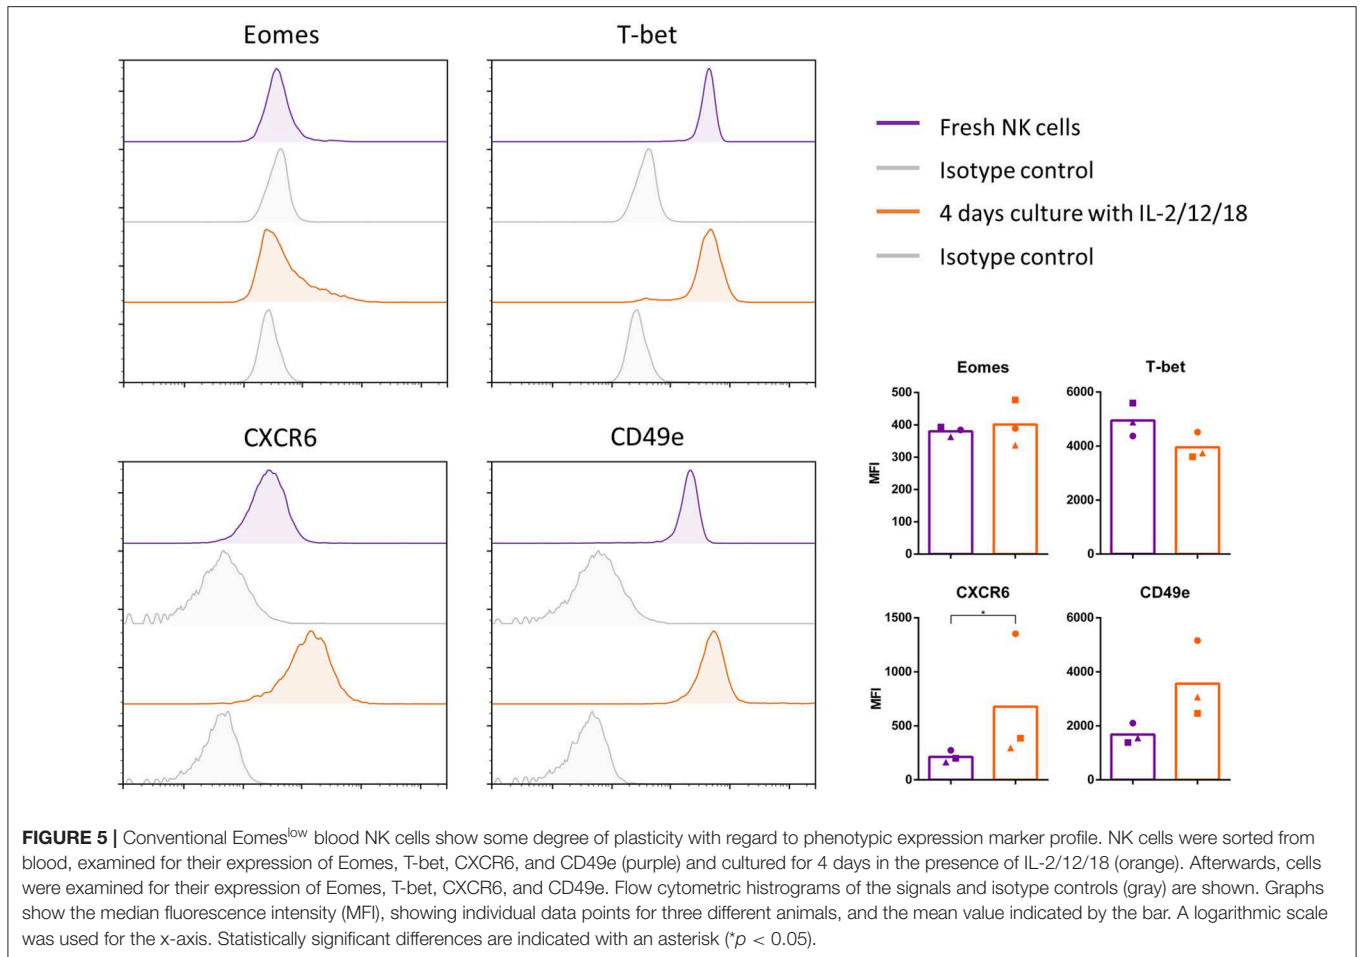 Eomes
T-bet
Fresh NK cells
Isotype control
4 days culture with IL-2/12/18
Isotype control
CXCR6
CD49e
Eomes
MFI
500
400
300
200
100
0
T-bet
6000
4000
2000
0
CXCR6
*
MFI
1500
1000
500
0
CD49e
6000
4000
2000
0
FIGURE 5 | Conventional Eomeslow blood NK cells show some degree of plasticity with regard to phenotypic expression marker profile. NK cells were sorted from
blood, examined for their expression of Eomes, T-bet, CXCR6, and CD49e (purple) and cultured for 4 days in the presence of IL-2/12/18 (orange). Afterwards, cells
were examined for their expression of Eomes, T-bet, CXCR6, and CD49e. Flow cytometric histrograms of the signals and isotype controls (gray) are shown. Graphs
show the median fluorescence intensity (MFI), showing individual data points for three different animals, and the mean value indicated by the bar. A logarithmic scale
was used for the x-axis. Statistically significant differences are indicated with an asterisk (*p < 0.05).